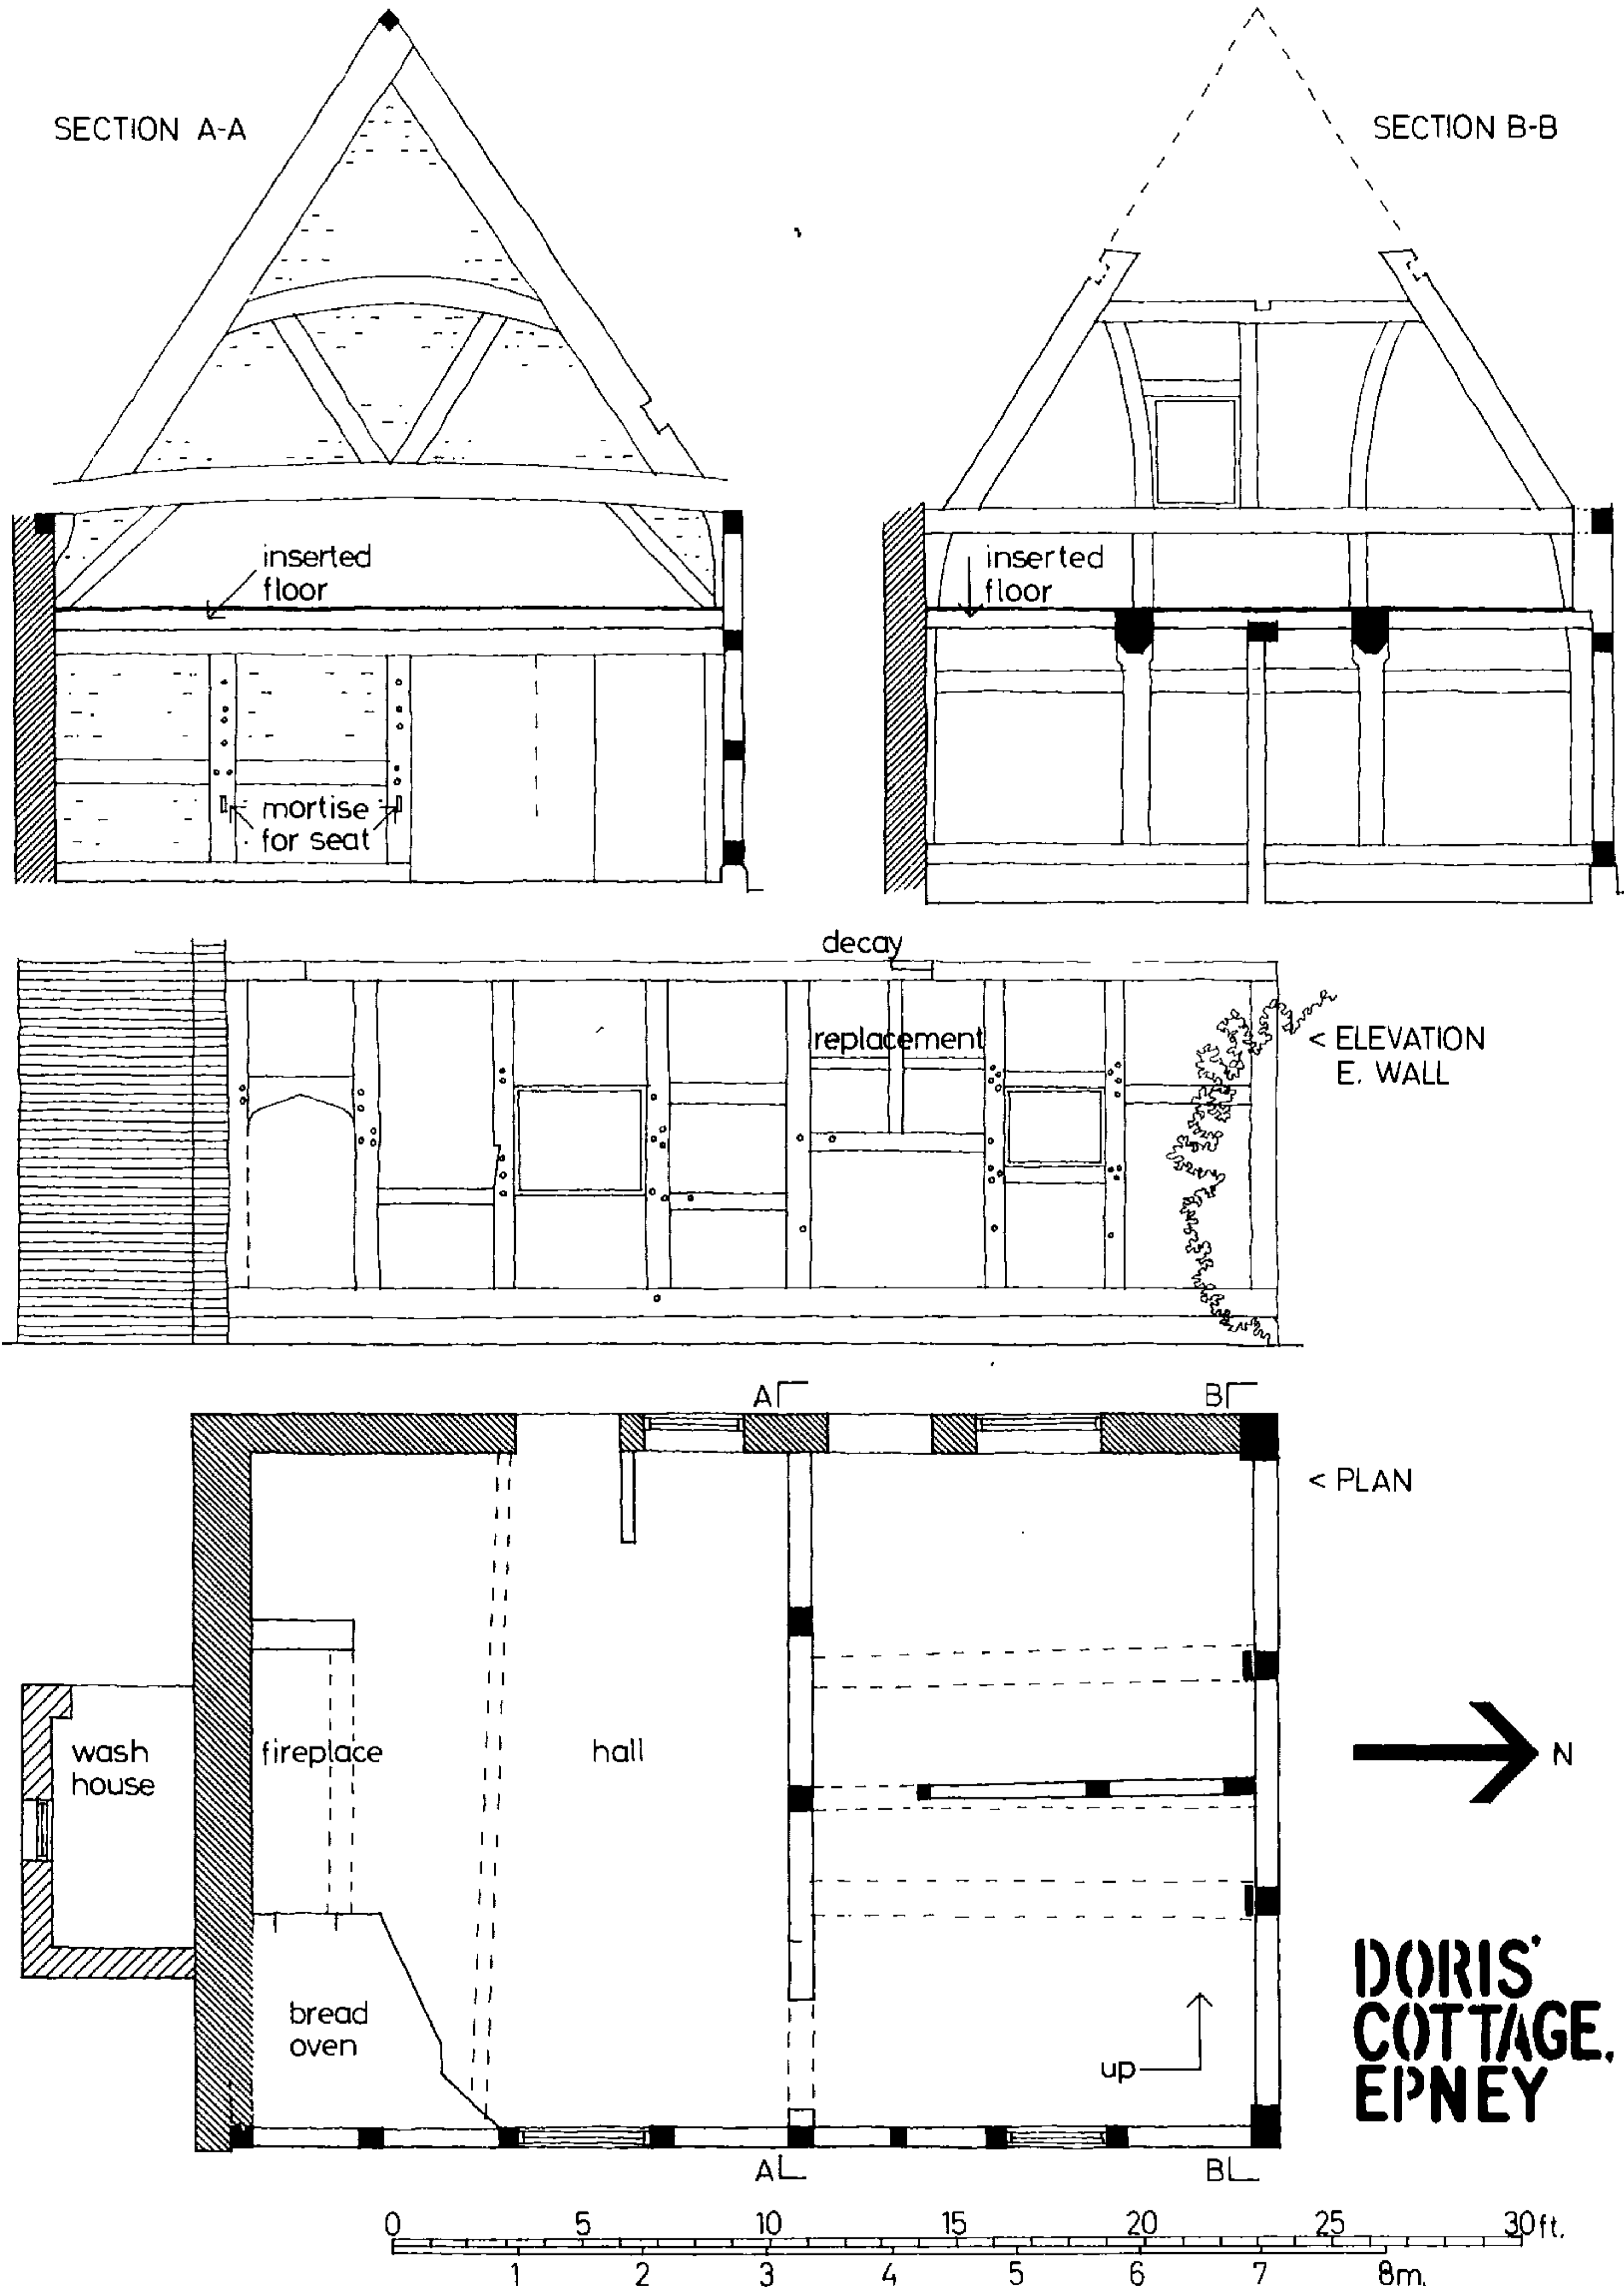 SECTION A-A
SECTION B-B
inserted
floor
inserted
floor
mortise
for seat
decay
replacement
< ELEVATION
E. WALL
A
B
< PLAN
wash
house
fireplace
hall
N
bread
oven
up
DORIS'
COTTAGE,
EPNEY
A
B
0 5 10 15 20 25 30ft.
1 2 3 4 5 6 7 8m.